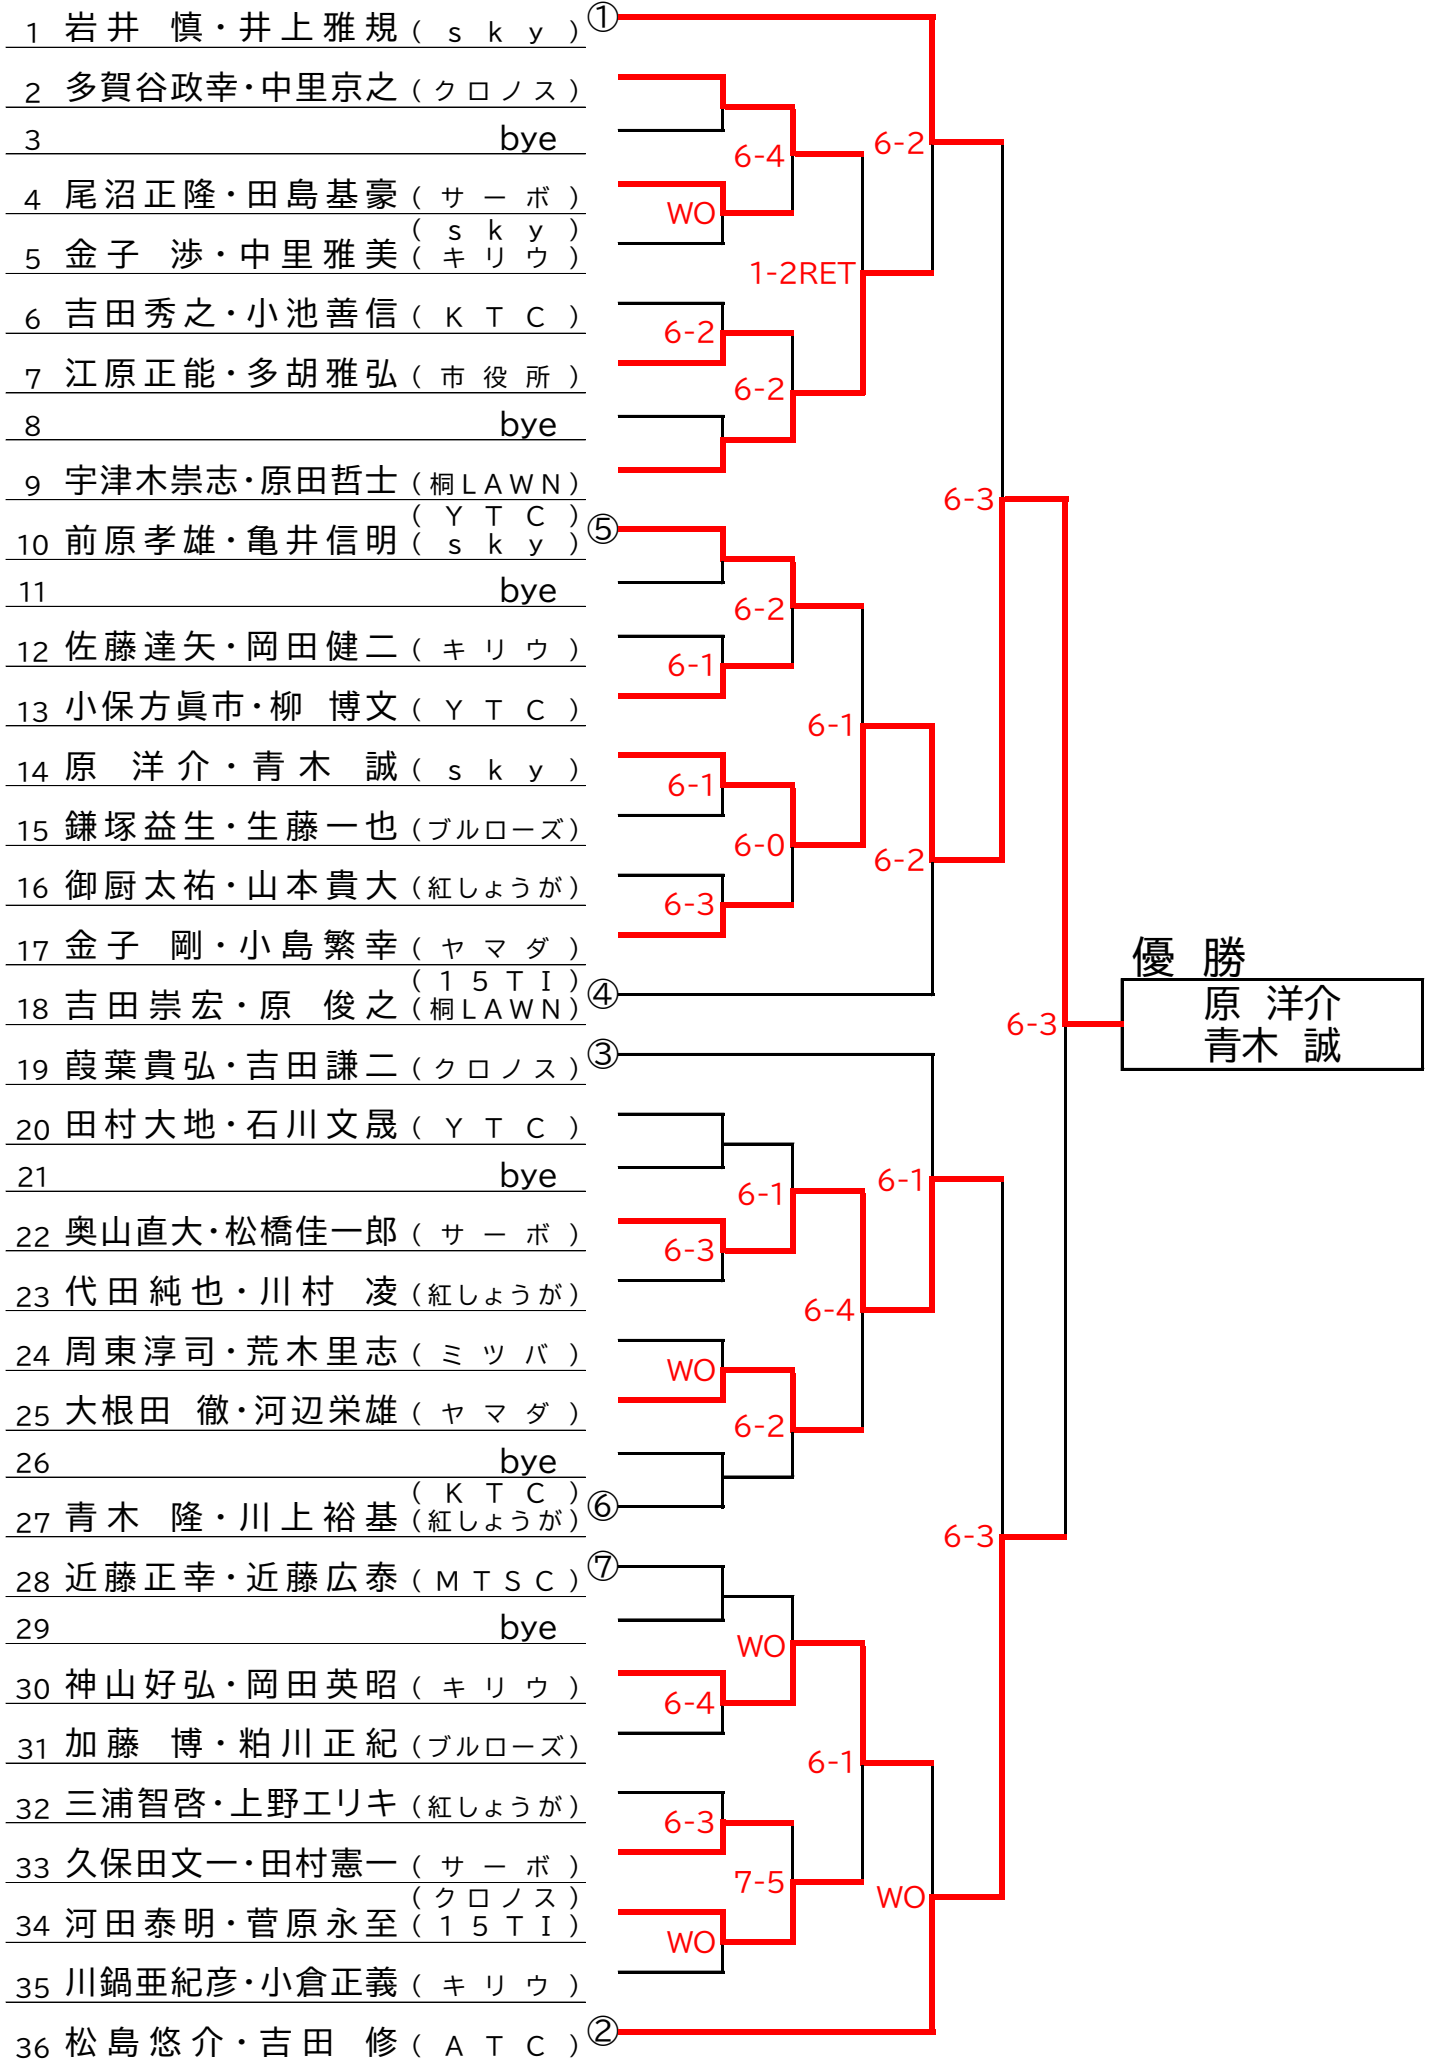 1 岩井 慎・井上雅規 (sky) ①
2 多賀谷政幸・中里京之 (クロノス)
3 bye
6-2
6-4
4 尾沼正隆・田島基豪 (サーボ)
WO
(sky)
5 金子 渉・中里雅美 (キリウ)
1-2RET
6 吉田秀之・小池善信 (KTC)
6-2
7 江原正能・多胡雅弘 (市役所)
6-2
8 bye
9 宇津木崇志・原田哲士 (桐LAWN)
6-3
(YTC)
10 前原孝雄・亀井信明 (sky) ⑤
11 bye
6-2
12 佐藤達矢・岡田健二 (キリウ)
6-1
13 小保方眞市・柳 博文 (YTC)
6-1
14 原 洋介・青木 誠 (sky)
6-1
15 鎌塚益生・生藤一也 (ブルローズ)
6-0
6-2
16 御厨太祐・山本貴大 (紅しょうが)
6-3
17 金子 剛・小島繁幸 (ヤマダ)
優勝
(15TI)
18 吉田崇宏・原 俊之 (桐LAWN) ④
原 洋介
6-3
青木 誠
19 葭葉貴弘・吉田謙二 (クロノス) ③
20 田村大地・石川文晟 (YTC)
21 bye
6-1
6-1
22 奥山直大・松橋佳一郎 (サーボ)
6-3
23 代田純也・川村 凌 (紅しょうが)
6-4
24 周東淳司・荒木里志 (ミツバ)
WO
25 大根田 徹・河辺栄雄 (ヤマダ)
6-2
26 bye
(KTC)
27 青木 隆・川上裕基 (紅しょうが) ⑥
6-3
28 近藤正幸・近藤広泰 (MTSC) ⑦
29 bye
WO
30 神山好弘・岡田英昭 (キリウ)
6-4
31 加藤 博・粕川正紀 (ブルローズ)
6-1
32 三浦智啓・上野エリキ (紅しょうが)
6-3
33 久保田文一・田村憲一 (サーボ)
7-5
WO
(クロノス)
34 河田泰明・菅原永至 (15TI)
WO
35 川鍋亜紀彦・小倉正義 (キリウ)
36 松島悠介・吉田 修 (ATC) ②